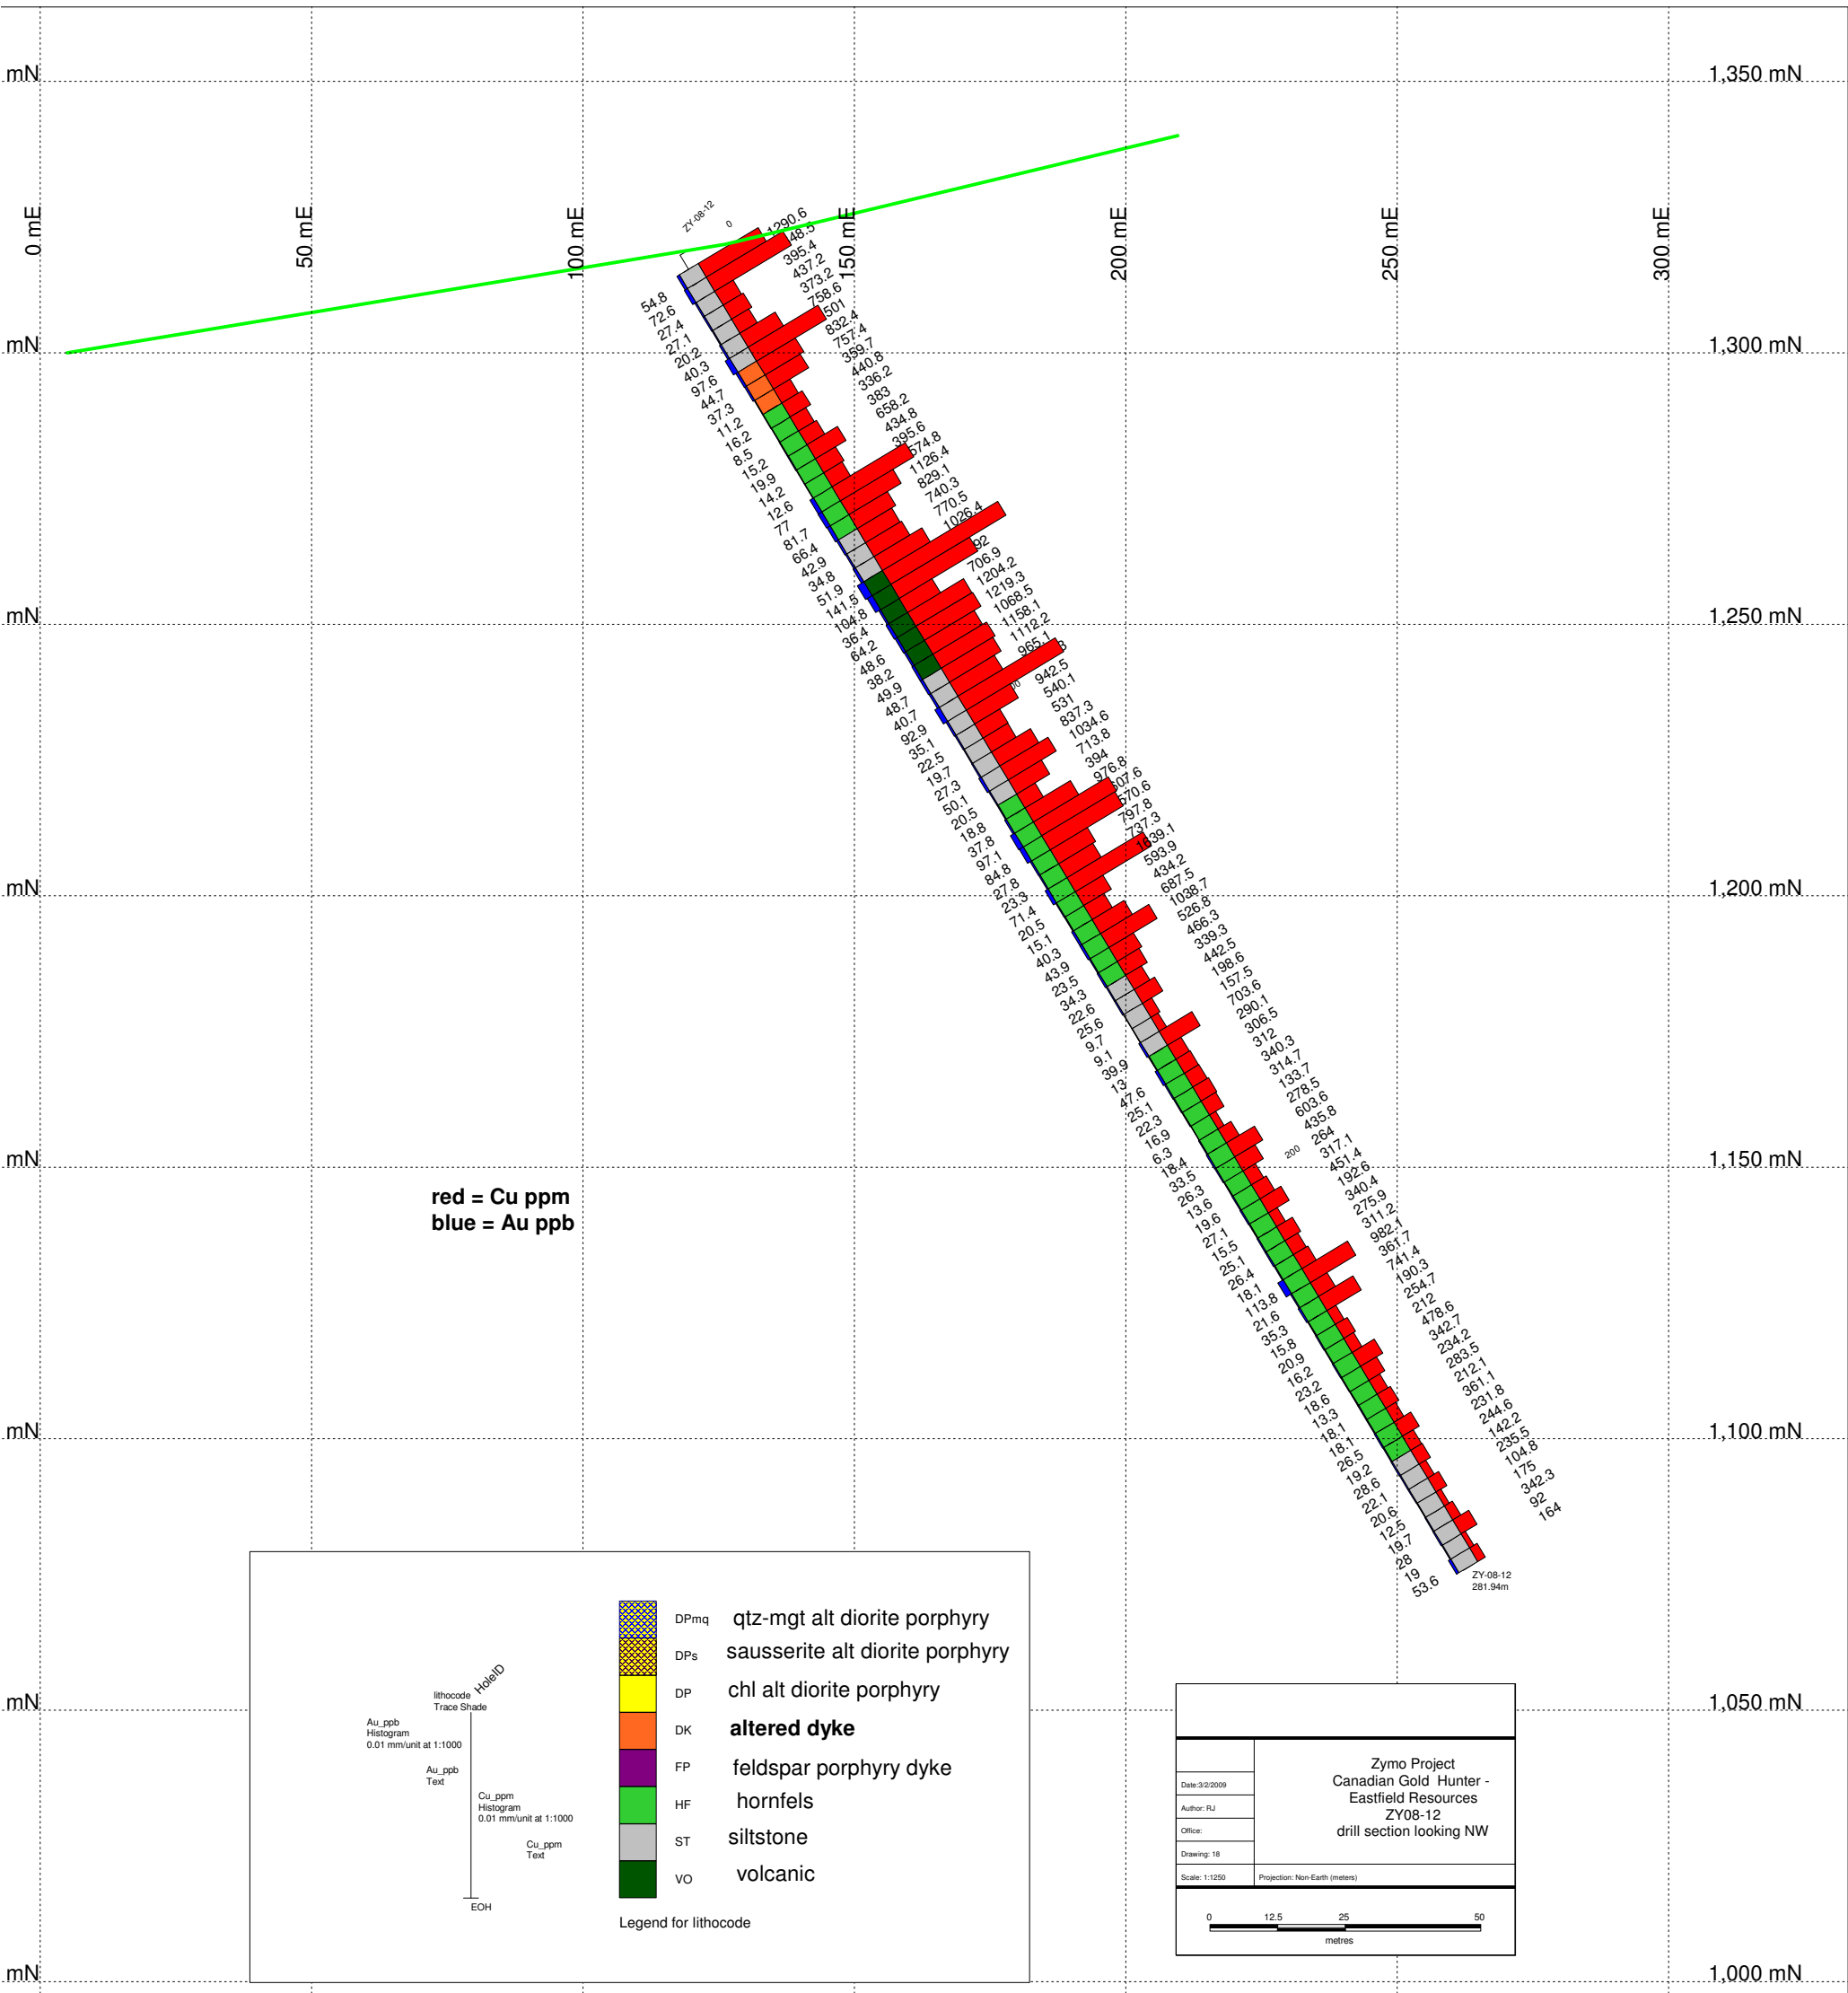 mN
1,350 mN
0 mE
50 mE
100 mE
150 mE
200 mE
250 mE
300 mE
mN
1,300 mN
mN
1,250 mN
mN
1,200 mN
mN
1,150 mN
mN
1,100 mN
mN
1,050 mN
mN
1,000 mN
ZY-08-12
0
200
54.8
72.6
27.4
27.1
20.2
40.3
97.6
44.7
37.3
11.2
16.2
8.5
15.2
19.9
14.2
12.6
77
81.7
66.4
42.9
34.8
51.9
141.5
104.8
36.4
64.2
48.6
38.2
49.9
48.7
40.7
92.9
35.1
22.5
19.7
27.3
50.1
20.5
18.8
37.8
97.1
84.8
27.8
23.3
71.4
20.5
15.1
40.3
43.9
23.5
34.3
22.6
25.6
9.7
9.1
39.9
13
47.6
25.1
22.3
16.9
6.3
18.4
33.5
26.3
13.6
19.6
27.1
15.5
25.1
26.4
18.1
113.8
21.6
35.3
15.8
20.9
16.2
23.2
18.6
13.3
18.1
18.1
26.5
19.2
28.6
22.1
20.6
12.5
19.7
28
19
53.6
1290.6
395.4
437.2
373.2
758.6
832.4
757.4
359.7
440.8
336.2
383
658.2
434.8
395.6
1126.4
829.1
740.3
770.5
1026.4
706.9
1204.2
1219.3
1068.5
1158.1
1112.2
965.1
942.5
540.1
531
837.3
1034.6
713.8
394
976.8
797.8
737.3
1639.1
593.9
434.2
687.5
1038.7
526.8
466.3
339.3
442.5
198.6
157.5
703.6
290.1
306.5
312
340.3
314.7
133.7
278.5
603.6
435.8
264
317.1
451.4
192.6
340.4
275.9
311.2
982.1
361.7
741.4
190.3
254.7
212
478.6
342.7
234.2
283.5
212.1
361.1
231.8
244.6
142.2
235.5
104.8
175
342.3
92
164
ZY-08-12
281.94m
red = Cu ppm
blue = Au ppb
HoleID
lithocode
Trace Shade
Au_ppb
Histogram
0.01 mm/unit at 1:1000
Au_ppb
Text
Cu_ppm
Histogram
0.01 mm/unit at 1:1000
Cu_ppm
Text
EOH
DPmq qtz-mgt alt diorite porphyry
DPs sausserite alt diorite porphyry
DP chl alt diorite porphyry
DK altered dyke
FP feldspar porphyry dyke
HF hornfels
ST siltstone
VO volcanic
Legend for lithocode
Zymo Project
Canadian Gold Hunter -
Eastfield Resources
ZY08-12
drill section looking NW
Date:3/2/2009
Author: RJ
Office:
Drawing: 18
Scale: 1:1250
Projection: Non-Earth (meters)
0 12.5 25 50
metres